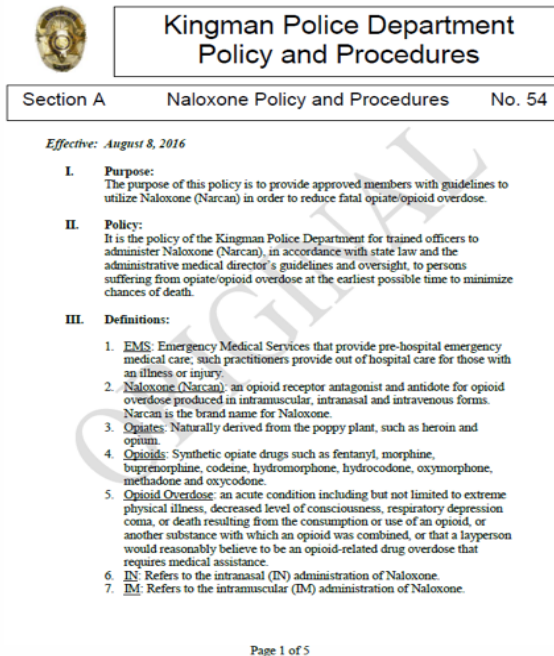 Kingman Police Department
Policy and Procedures
Section A Naloxone Policy and Procedures No. 54
Effective: August 8, 2016
I. Purpose:
The purpose of this policy is to provide approved members with guidelines to
utilize Naloxone (Narcan) in order to reduce fatal opiate/opioid overdose.
II. Policy:
It is the policy of the Kingman Police Department for trained officers to
administer Naloxone (Narcan), in accordance with state law and the
administrative medical director's guidelines and oversight, to persons
suffering from opiate/opioid overdose at the earliest possible time to minimize
chances of death.
III. Definitions:
1. EMS: Emergency Medical Services that provide pre-hospital emergency
medical care; such practitioners provide out of hospital care for those with
an illness or injury.
2. Naloxone (Narcan): an opioid receptor antagonist and antidote for opioid
overdose produced in intramuscular, intranasal and intravenous forms.
Narcan is the brand name for Naloxone.
3. Opiates: Naturally derived from the poppy plant, such as heroin and
opium.
4. Opioids: Synthetic opiate drugs such as fentanyl, morphine,
buprenorphine, codeine, hydromorphone, hydrocodone, oxymorphone,
methadone and oxycodone.
5. Opioid Overdose: an acute condition including but not limited to extreme
physical illness, decreased level of consciousness, respiratory depression
coma, or death resulting from the consumption or use of an opioid, or
another substance with which an opioid was combined, or that a layperson
would reasonably believe to be an opioid-related drug overdose that
requires medical assistance.
6. IN: Refers to the intranasal (IN) administration of Naloxone.
7. IM: Refers to the intramuscular (IM) administration of Naloxone.
ORIGINAL
Page 1 of 5